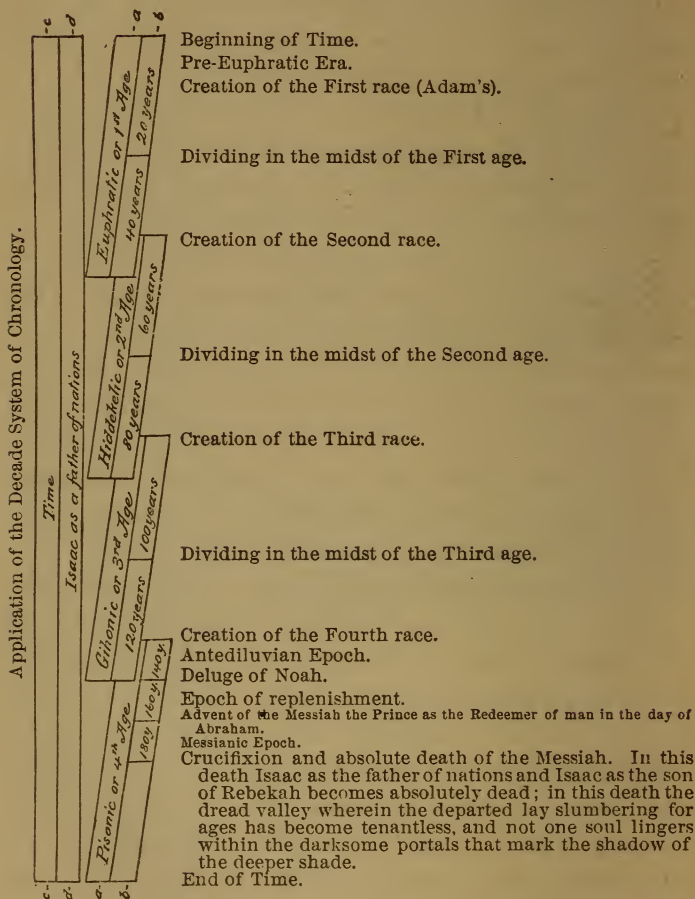 Application of the Decade System of Chronology.
-c
-d
-a
-b
Time
Isaac as a father of nations
Euphratic or 1st Age
20 years
40 years
Hiddekelic or 2nd Age
60 years
80 years
Gihonic or 3rd Age
100 years
120 years
Pisonic or 4th Age
140 y.
160 y.
180 y
c-
d-
a-
b-
Beginning of Time.
Pre-Euphratic Era.
Creation of the First race (Adam's).
Dividing in the midst of the First age.
Creation of the Second race.
Dividing in the midst of the Second age.
Creation of the Third race.
Dividing in the midst of the Third age.
Creation of the Fourth race.
Antediluvian Epoch.
Deluge of Noah.
Epoch of replenishment.
Advent of the Messiah the Prince as the Redeemer of man in the day of
Abraham.
Messianic Epoch.
Crucifixion and absolute death of the Messiah. In this
death Isaac as the father of nations and Isaac as the son
of Rebekah becomes absolutely dead; in this death the
dread valley wherein the departed lay slumbering for
ages has become tenantless, and not one soul lingers
within the darksome portals that mark the shadow of
the deeper shade.
End of Time.